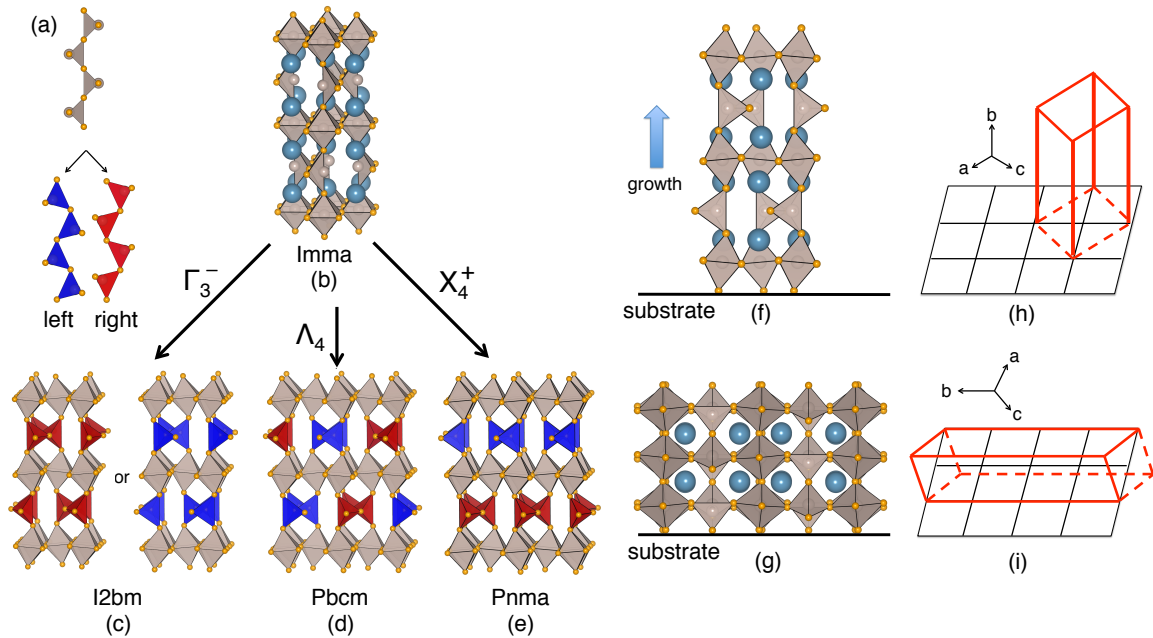 (a)
left right
Imma
(b)
Γ₃⁻
Λ₄
X₄⁺
or
I2bm
(c)
Pbcm
(d)
Pnma
(e)
growth
substrate
(f)
b
a
c
(h)
substrate
(g)
a
b
c
(i)